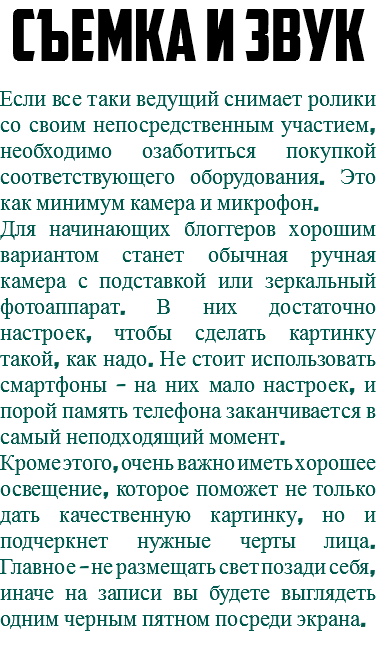 СЪЕМКА И ЗВУК
Если все таки ведущий снимает ролики
со своим непосредственным участием,
необходимо озаботиться покупкой
соответствующего оборудования. Это
как минимум камера и микрофон.
Для начинающих блоггеров хорошим
вариантом станет обычная ручная
камера с подставкой или зеркальный
фотоаппарат. В них достаточно
настроек, чтобы сделать картинку
такой, как надо. Не стоит использовать
смартфоны – на них мало настроек, и
порой память телефона заканчивается в
самый неподходящий момент.
Кроме этого, очень важно иметь хорошее
освещение, которое поможет не только
дать качественную картинку, но и
подчеркнет нужные черты лица.
Главное – не размещать свет позади себя,
иначе на записи вы будете выглядеть
одним черным пятном посреди экрана.